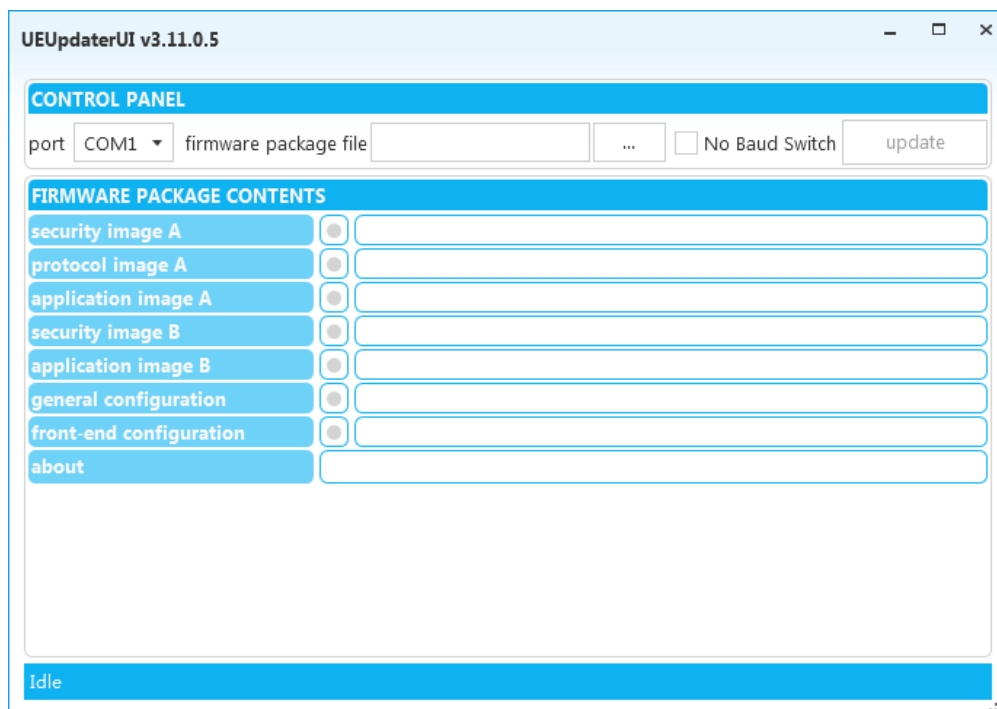 UEUpdaterUI v3.11.0.5
CONTROL PANEL
port COM1 firmware package file ... No Baud Switch update
FIRMWARE PACKAGE CONTENTS
security image A
protocol image A
application image A
security image B
application image B
general configuration
front-end configuration
about
Idle